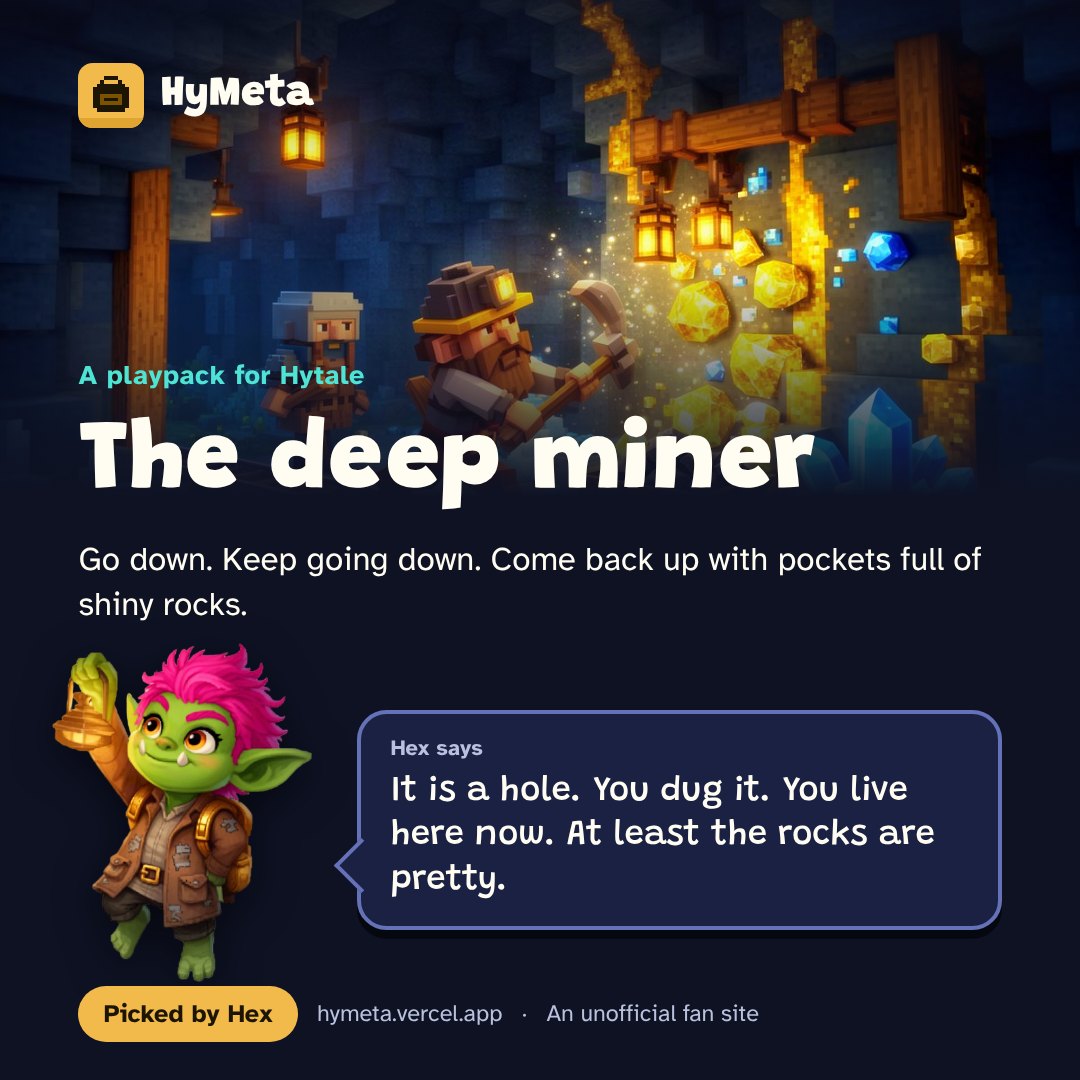 HyMeta
A playpack for Hytale
The deep miner
Go down. Keep going down. Come back up with pockets full of
shiny rocks.
Hex says
It is a hole. You dug it. You live
here now. At least the rocks are
pretty.
Picked by Hex
hymeta.vercel.app · An unofficial fan site